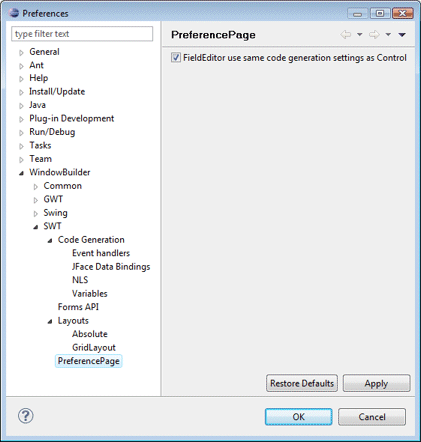 Preferences
type filter text
General
Ant
Help
Install/Update
Java
Plug-in Development
Run/Debug
Tasks
Team
WindowBuilder
Common
GWT
Swing
SWT
Code Generation
Event handlers
JFace Data Bindings
NLS
Variables
Forms API
Layouts
Absolute
GridLayout
PreferencePage
PreferencePage
FieldEditor use same code generation settings as Control
Restore Defaults
Apply
?
OK
Cancel